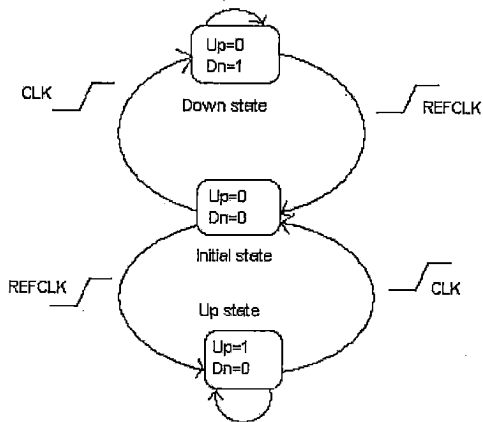 Up=0
Dn=1
CLK
REFCLK
Down state
Up=0
Dn=0
Initial state
REFCLK
CLK
Up state
Up=1
Dn=0